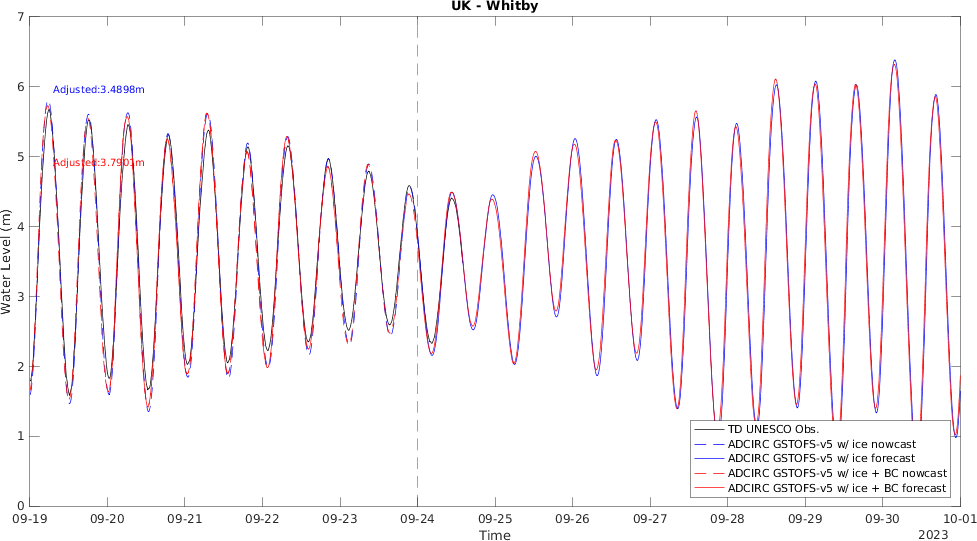 UK - Whitby
7
6
5
4
3
2
1
0
Water Level (m)
Adjusted:3.4898m
Adjusted:3.7903m
TD UNESCO Obs.
ADCIRC GSTOFS-v5 w/ ice nowcast
ADCIRC GSTOFS-v5 w/ ice forecast
ADCIRC GSTOFS-v5 w/ ice + BC nowcast
ADCIRC GSTOFS-v5 w/ ice + BC forecast
09-19 09-20 09-21 09-22 09-23 09-24 09-25 09-26 09-27 09-28 09-29 09-30 10-01
Time
2023